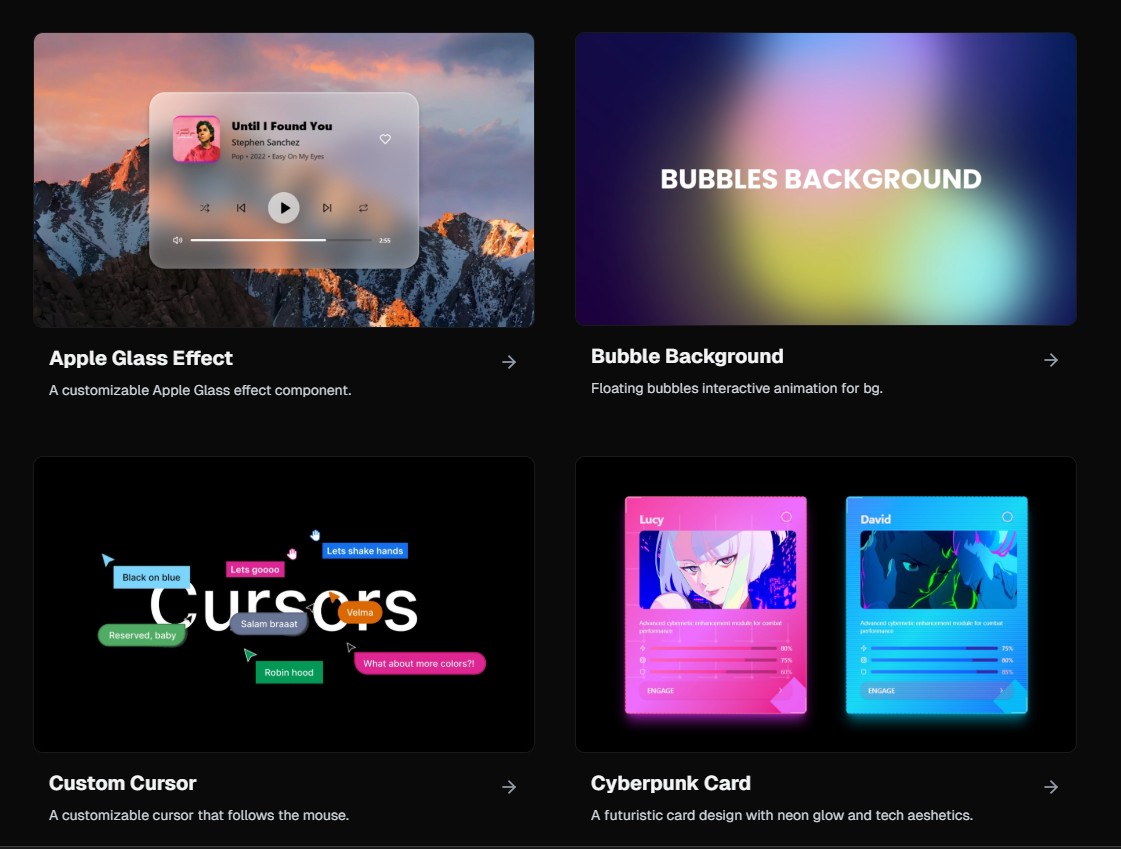 Until I Found You
Stephen Sanchez
Pop • 2022 • Easy On My Eyes
2:55
Apple Glass Effect
A customizable Apple Glass effect component.
BUBBLES BACKGROUND
Bubble Background
Floating bubbles interactive animation for bg.
Cursors
Lets shake hands
Lets goooo
Black on blue
Velma
Salam braaat
Reserved, baby
What about more colors?!
Robin hood
Custom Cursor
A customizable cursor that follows the mouse.
Lucy
Advanced cybernetic enhancement module for combat
performance
80%
75%
60%
ENGAGE
David
Advanced cybernetic enhancement module for combat
performance
75%
80%
85%
ENGAGE
Cyberpunk Card
A futuristic card design with neon glow and tech aeshetics.